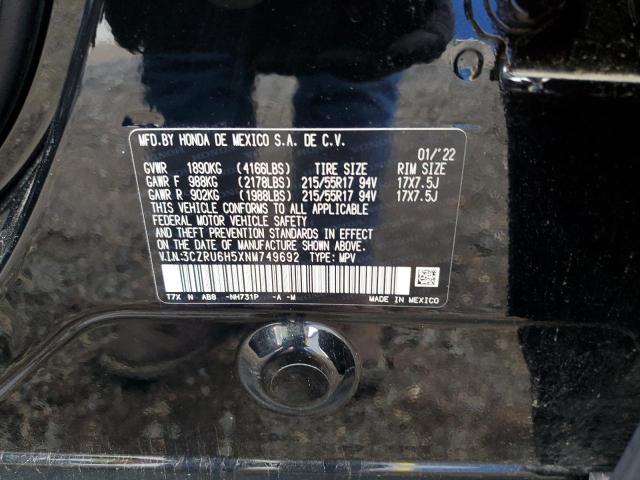 MFD.BY HONDA DE MEXICO S.A. DE C.V.
01/'22
GVWR 1890KG (4166LBS) TIRE SIZE RIM SIZE
GAWR F 988KG (2178LBS) 215/55R17 94V 17X7.5J
GAWR R 902KG (1988LBS) 215/55R17 94V 17X7.5J
THIS VEHICLE CONFORMS TO ALL APPLICABLE
FEDERAL MOTOR VEHICLE SAFETY
AND THEFT PREVENTION STANDARDS IN EFFECT
ON THE DATE OF MANUFACTURE SHOWN ABOVE.
V.I.N:3CZRU6H5XNM749692 TYPE: MPV
T7X N AB8 -NH731P -A -M MADE IN MEXICO